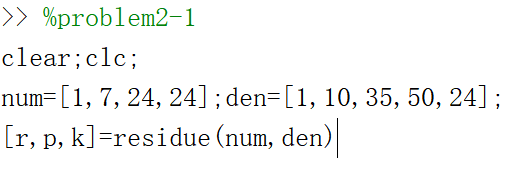 >> %problem2-1
clear;clc;
num=[1,7,24,24];den=[1,10,35,50,24];
[r,p,k]=residue(num,den)